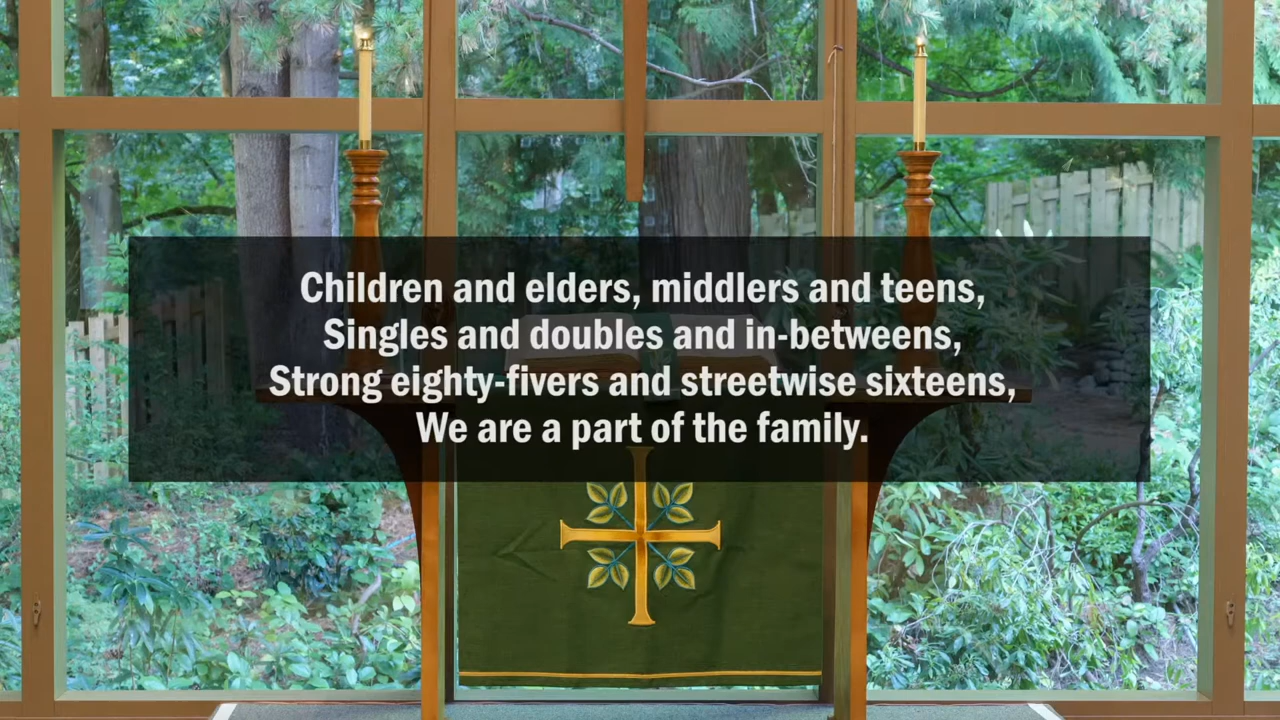 Children and elders, middlers and teens,
Singles and doubles and in-betweens,
Strong eighty-fivers and streetwise sixteens,
We are a part of the family.